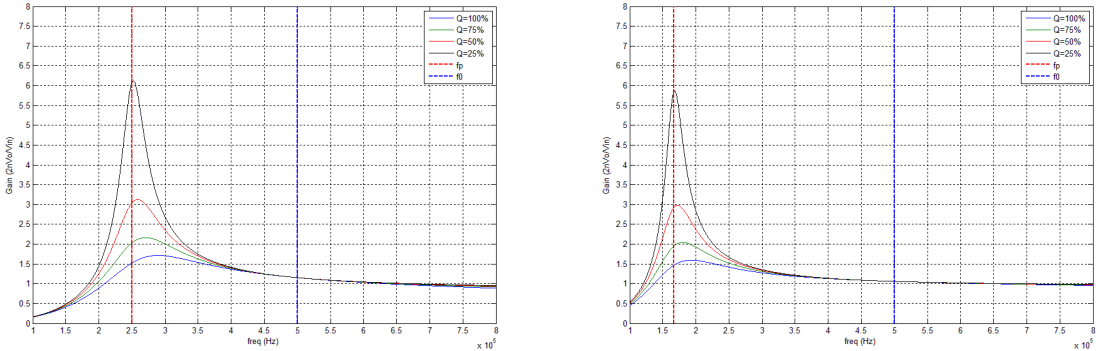 8
7.5
7
6.5
6
5.5
5
4.5
4
3.5
3
2.5
2
1.5
1
0.5
0
Gain (2nVo/Vin)
Q=100%
Q=75%
Q=50%
Q=25%
fp
f0
1 1.5 2 2.5 3 3.5 4 4.5 5 5.5 6 6.5 7 7.5 8
freq (Hz)
x 10^5
8
7.5
7
6.5
6
5.5
5
4.5
4
3.5
3
2.5
2
1.5
1
0.5
0
Gain (2nVo/Vin)
Q=100%
Q=75%
Q=50%
Q=25%
fp
f0
1 1.5 2 2.5 3 3.5 4 4.5 5 5.5 6 6.5 7 7.5 8
freq (Hz)
x 10^5